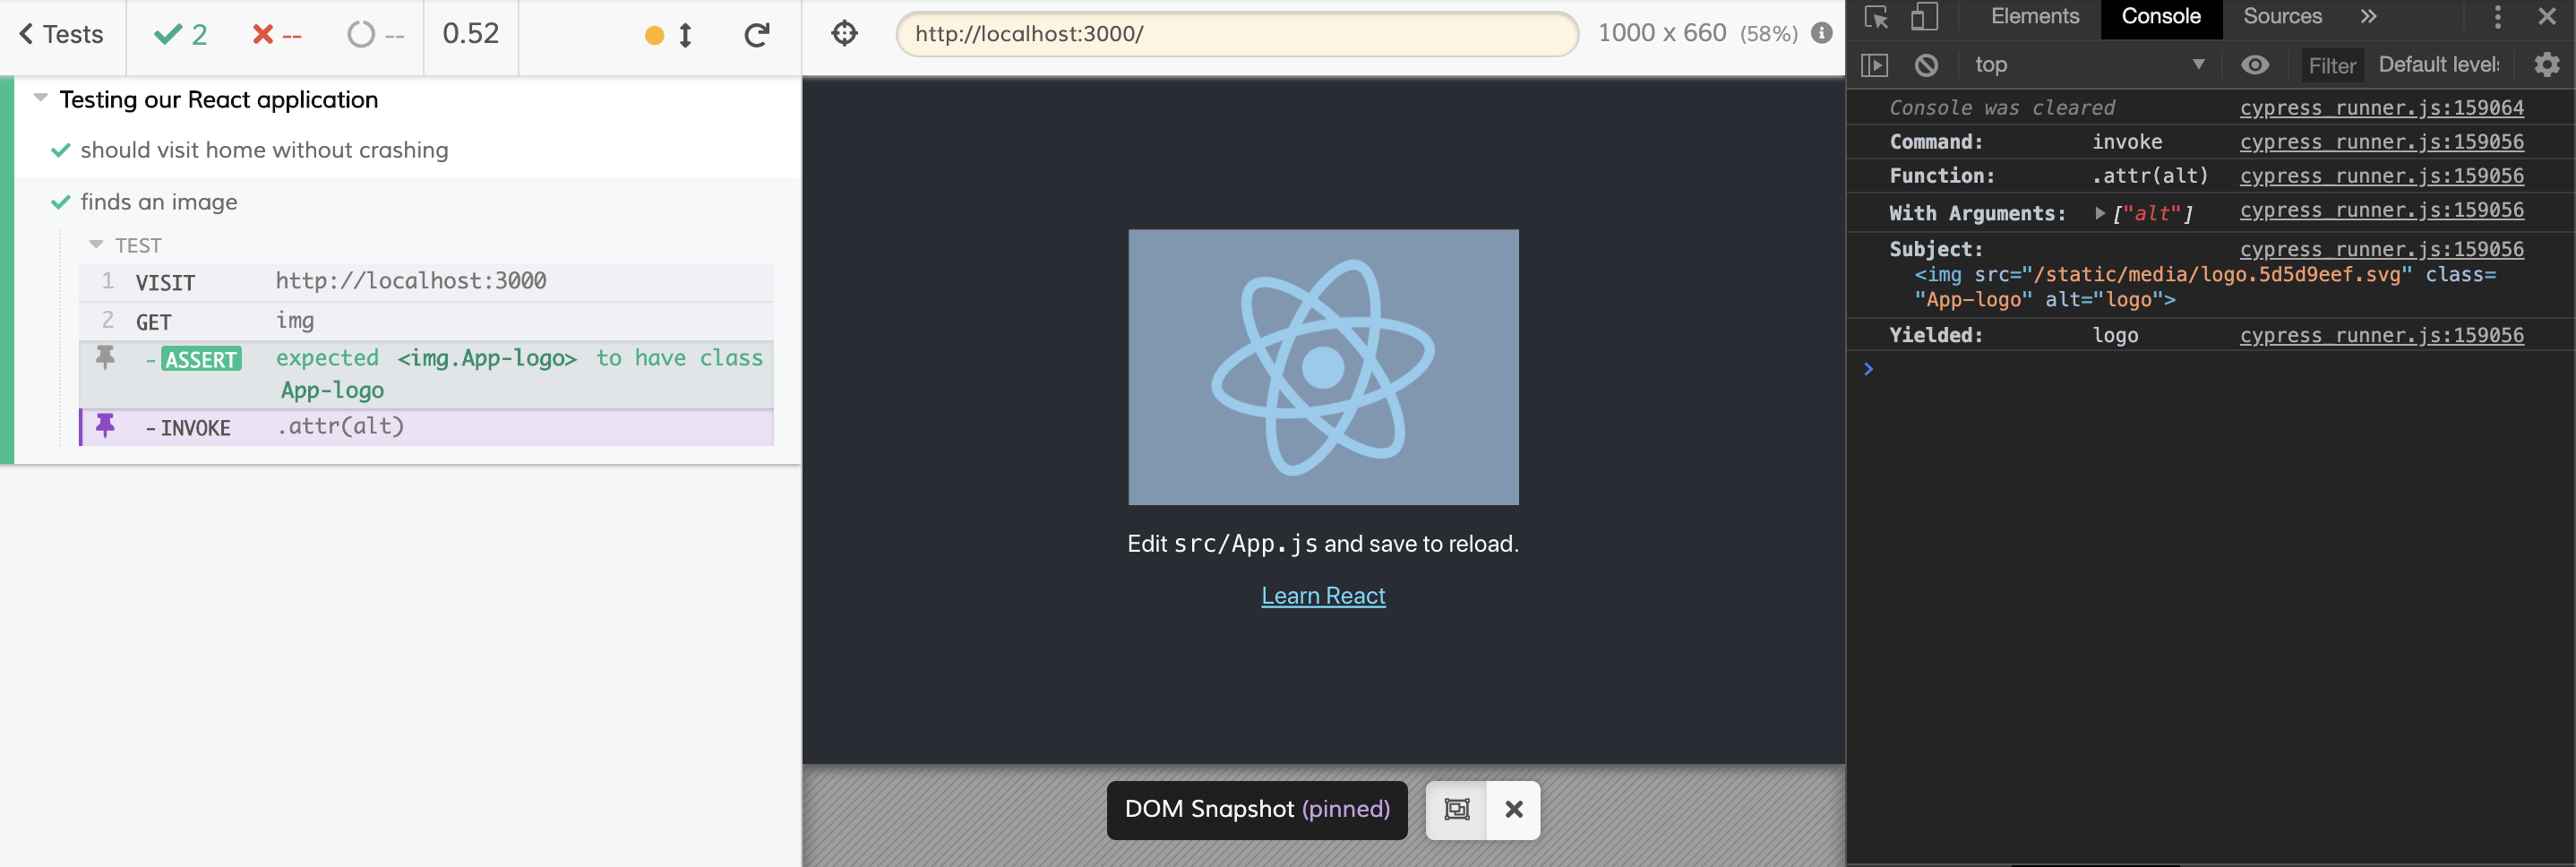 Tests
2
--
--
0.52
Testing our React application
should visit home without crashing
finds an image
TEST
1 VISIT http://localhost:3000
2 GET img
- ASSERT expected <img.App-logo> to have class
App-logo
- INVOKE .attr(alt)
http://localhost:3000/
1000 x 660 (58%)
Edit src/App.js and save to reload.
Learn React
DOM Snapshot (pinned)
Elements Console Sources »
top Filter Default levels
Console was cleared cypress_runner.js:159064
Command: invoke cypress_runner.js:159056
Function: .attr(alt) cypress_runner.js:159056
With Arguments: ["alt"] cypress_runner.js:159056
Subject: cypress_runner.js:159056
<img src="/static/media/logo.5d5d9eef.svg" class=
"App-logo" alt="logo">
Yielded: logo cypress_runner.js:159056